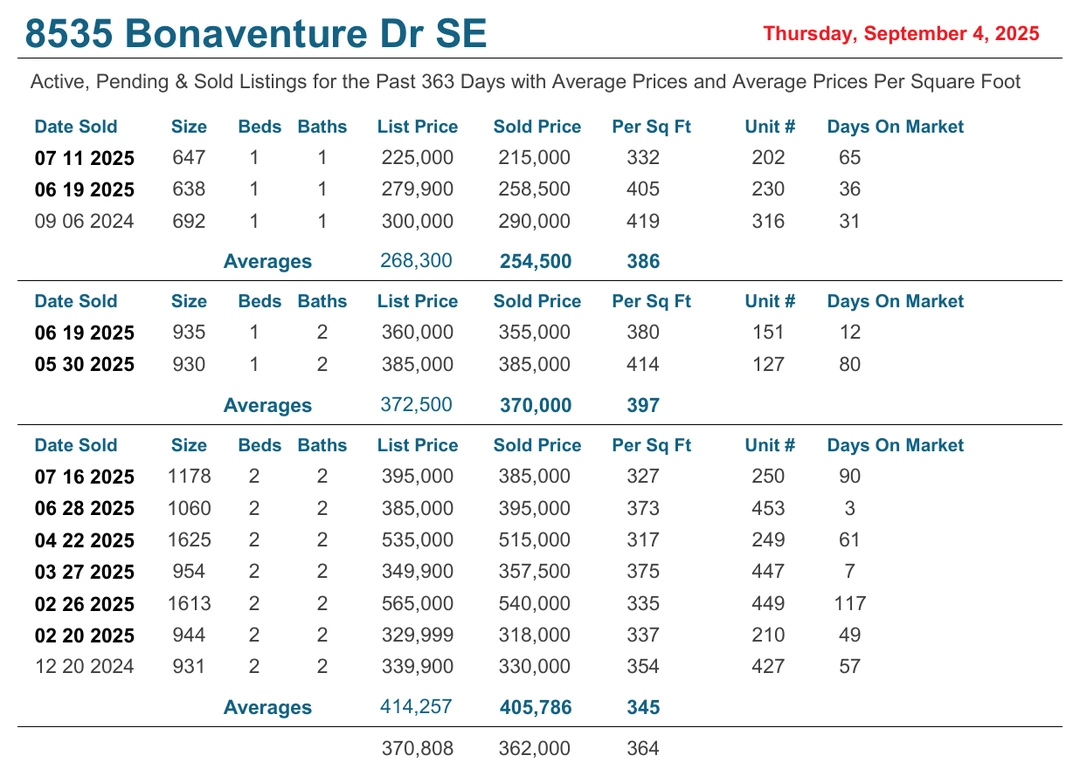 8535 Bonaventure Dr SE Thursday, September 4, 2025
Active, Pending & Sold Listings for the Past 363 Days with Average Prices and Average Prices Per Square Foot
Date Sold Size Beds Baths List Price Sold Price Per Sq Ft Unit # Days On Market
07 11 2025 647 1 1 225,000 215,000 332 202 65
06 19 2025 638 1 1 279,900 258,500 405 230 36
09 06 2024 692 1 1 300,000 290,000 419 316 31
Averages 268,300 254,500 386
Date Sold Size Beds Baths List Price Sold Price Per Sq Ft Unit # Days On Market
06 19 2025 935 1 2 360,000 355,000 380 151 12
05 30 2025 930 1 2 385,000 385,000 414 127 80
Averages 372,500 370,000 397
Date Sold Size Beds Baths List Price Sold Price Per Sq Ft Unit # Days On Market
07 16 2025 1178 2 2 395,000 385,000 327 250 90
06 28 2025 1060 2 2 385,000 395,000 373 453 3
04 22 2025 1625 2 2 535,000 515,000 317 249 61
03 27 2025 954 2 2 349,900 357,500 375 447 7
02 26 2025 1613 2 2 565,000 540,000 335 449 117
02 20 2025 944 2 2 329,999 318,000 337 210 49
12 20 2024 931 2 2 339,900 330,000 354 427 57
Averages 414,257 405,786 345
370,808 362,000 364